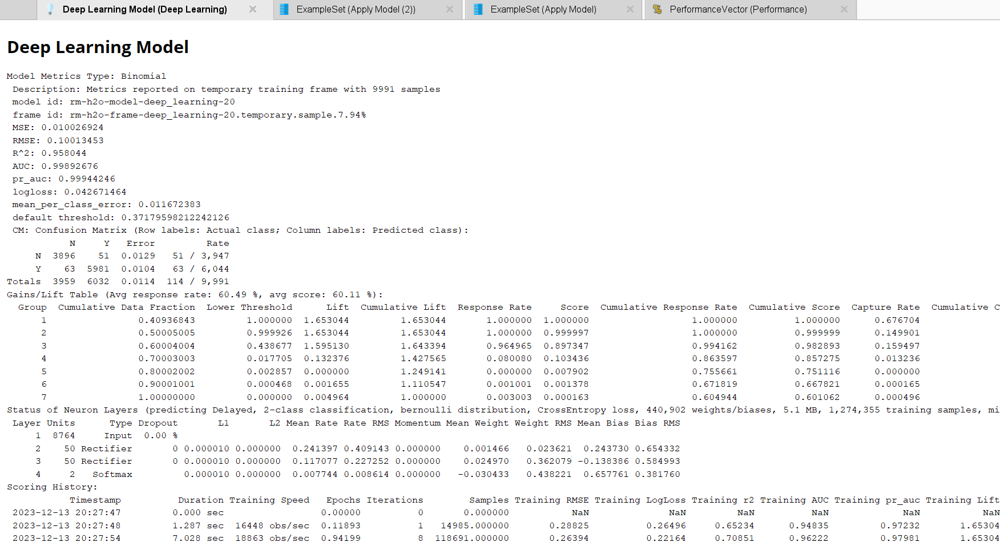 Deep Learning Model (Deep Learning) ExampleSet (Apply Model (2)) ExampleSet (Apply Model) PerformanceVector (Performance)
Deep Learning Model
Model Metrics Type: Binomial
Description: Metrics reported on temporary training frame with 9991 samples
model id: rm-h2o-model-deep_learning-20
frame id: rm-h2o-frame-deep_learning-20.temporary.sample.7.94%
MSE: 0.010026924
RMSE: 0.10013453
R^2: 0.958044
AUC: 0.99892676
pr_auc: 0.99944246
logloss: 0.042671464
mean_per_class_error: 0.011672383
default threshold: 0.37179598212242126
CM: Confusion Matrix (Row labels: Actual class; Column labels: Predicted class):
N Y Error Rate
N 3896 51 0.0129 51 / 3,947
Y 63 5981 0.0104 63 / 6,044
Totals 3959 6032 0.0114 114 / 9,991
Gains/Lift Table (Avg response rate: 60.49 %, avg score: 60.11 %):
Group Cumulative Data Fraction Lower Threshold Lift Cumulative Lift Response Rate Score Cumulative Response Rate Cumulative Score Capture Rate Cumulative C
1 0.40936843 1.000000 1.653044 1.653044 1.000000 1.000000 1.000000 1.000000 0.676704
2 0.50005005 0.999926 1.653044 1.653044 1.000000 0.999997 1.000000 0.999999 0.149901
3 0.60004004 0.438677 1.595130 1.643394 0.964965 0.897347 0.994162 0.982893 0.159497
4 0.70003003 0.017705 0.132376 1.427565 0.080080 0.103436 0.863597 0.857275 0.013236
5 0.80002002 0.002857 0.000000 1.249141 0.000000 0.007902 0.755661 0.751116 0.000000
6 0.90001001 0.000468 0.001655 1.110547 0.001001 0.001378 0.671819 0.667821 0.000165
7 1.00000000 0.000000 0.004964 1.000000 0.003003 0.000163 0.604944 0.601062 0.000496
Status of Neuron Layers (predicting Delayed, 2-class classification, bernoulli distribution, CrossEntropy loss, 440,902 weights/biases, 5.1 MB, 1,274,355 training samples, mi
Layer Units Type Dropout L1 L2 Mean Rate Rate RMS Momentum Mean Weight Weight RMS Mean Bias Bias RMS
1 8764 Input 0.00 %
2 50 Rectifier 0 0.000010 0.000000 0.241397 0.409143 0.000000 0.001466 0.023621 0.243730 0.654332
3 50 Rectifier 0 0.000010 0.000000 0.117077 0.227252 0.000000 0.024970 0.362079 -0.138386 0.584993
4 2 Softmax 0.000010 0.000000 0.007744 0.008614 0.000000 -0.030433 0.438221 0.657761 0.381760
Scoring History:
Timestamp Duration Training Speed Epochs Iterations Samples Training RMSE Training LogLoss Training r2 Training AUC Training pr_auc Training Lift
2023-12-13 20:27:47 0.000 sec 0.00000 0 0.000000 NaN NaN NaN NaN NaN NaN
2023-12-13 20:27:48 1.287 sec 16448 obs/sec 0.11893 1 14985.000000 0.28825 0.26496 0.65234 0.94835 0.97232 1.65304
2023-12-13 20:27:54 7.028 sec 18863 obs/sec 0.94199 8 118691.000000 0.26394 0.22164 0.70851 0.96222 0.97981 1.65304